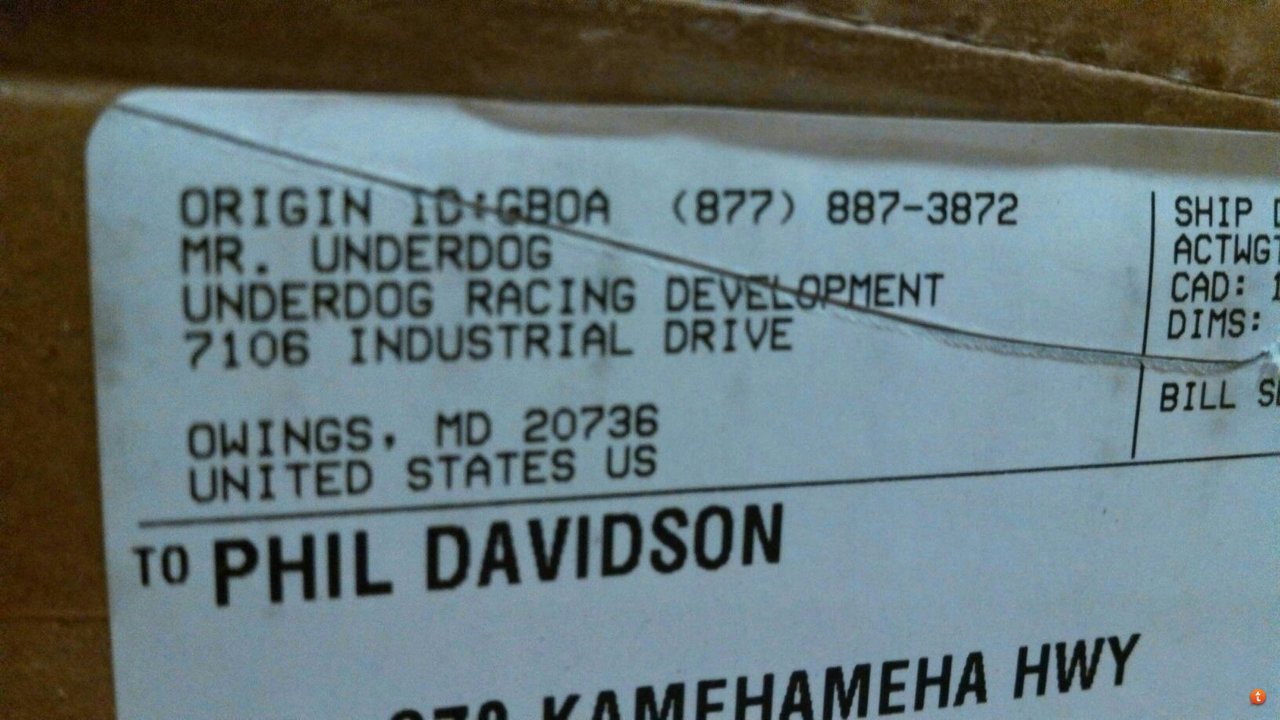 ORIGIN ID:GBOA (877) 887-3872
MR. UNDERDOG
UNDERDOG RACING DEVELOPMENT
7106 INDUSTRIAL DRIVE
OWINGS, MD 20736
UNITED STATES US
SHIP
ACTWGT
CAD:
DIMS:
BILL
TO PHIL DAVIDSON
KAMEHAMEHA HWY
t